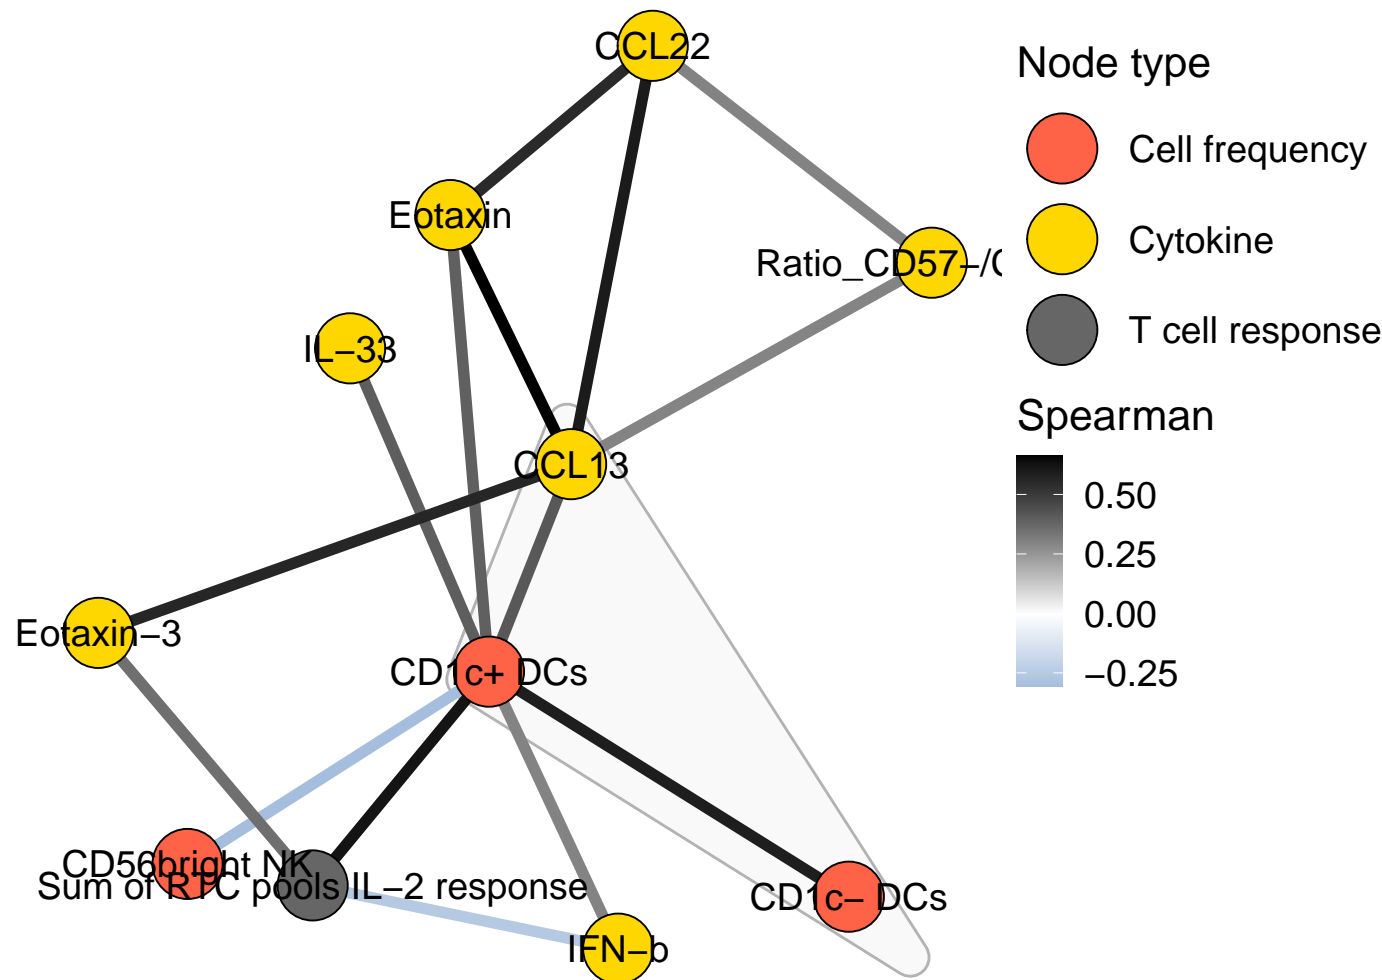 CCL22
Node type
Cell frequency
Eotaxin
Cytokine
Ratio_CD57−/
T cell response
IL−33
Spearman
CCL13
0.50
0.25
0.00
−0.25
Eotaxin−3
CD1c+ DCs
CD56bright NK
Sum of RTC pools IL−2 response
CD1c− DCs
IFN−b